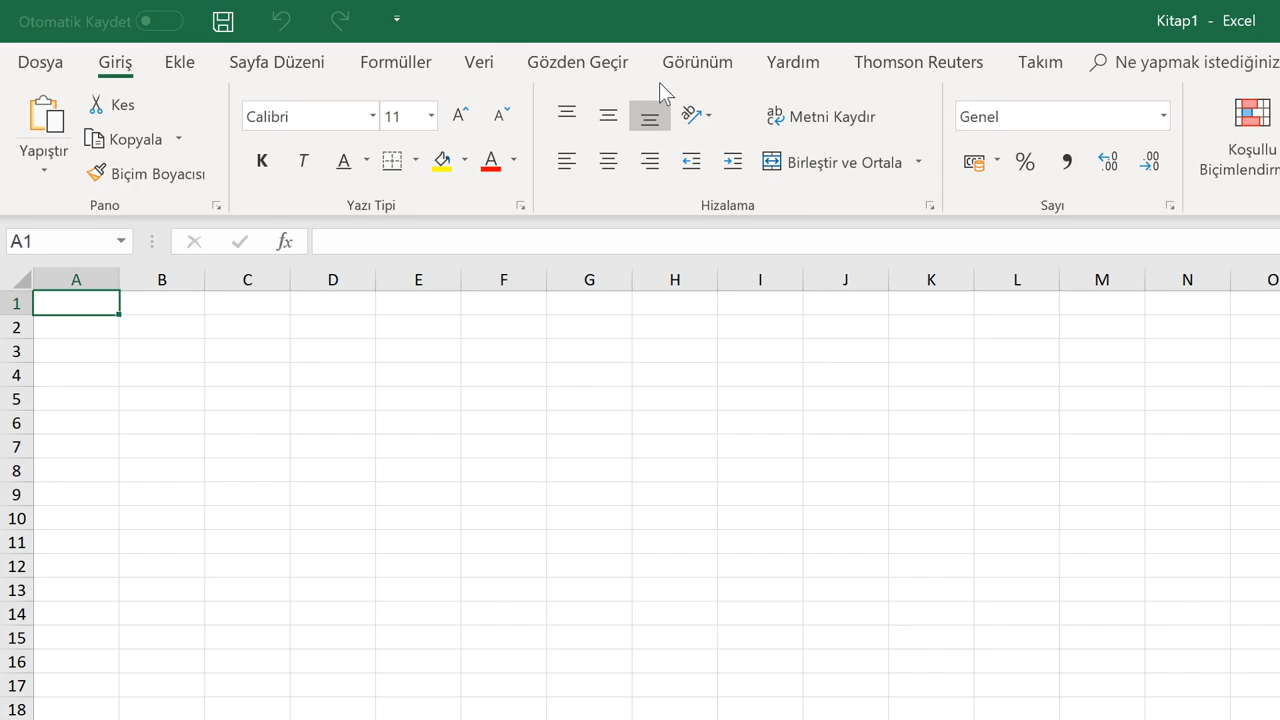 Otomatik Kaydet
Kitap1 - Excel
Dosya Giriş Ekle Sayfa Düzeni Formüller Veri Gözden Geçir Görünüm Yardım Thomson Reuters Takım Ne yapmak istediğiniz
Yapıştır
Kes
Kopyala
Biçim Boyacısı
Pano
Calibri 11
K T A A
Yazı Tipi
ab Metni Kaydır
Birleştir ve Ortala
Hizalama
Genel
% , ,00
Sayı
Koşullu
Biçimlendirm
A1
fx
A B C D E F G H I J K L M N O
1
2
3
4
5
6
7
8
9
10
11
12
13
14
15
16
17
18